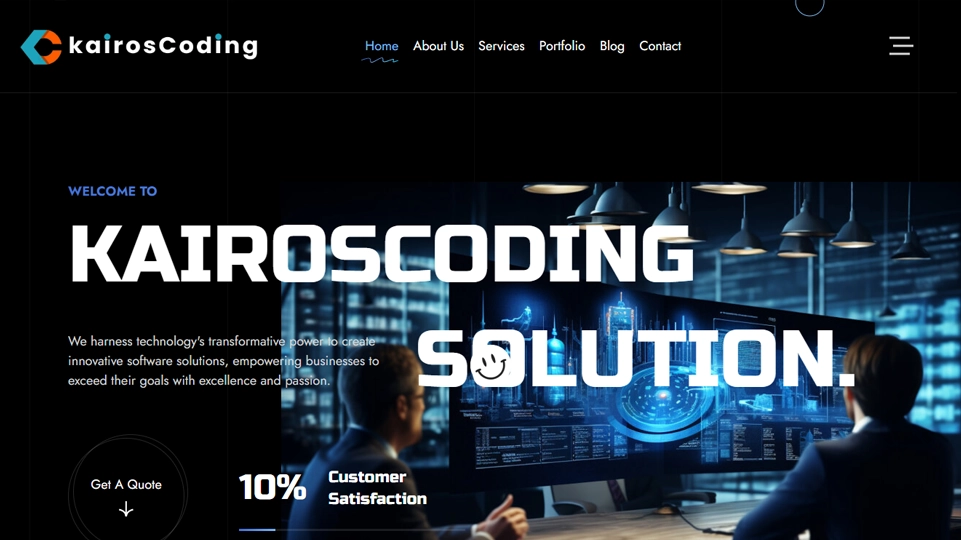 kairosCoding
Home About Us Services Portfolio Blog Contact
WELCOME TO
KAIROSCODING
SOLUTION.
We harness technology's transformative power to create
innovative software solutions, empowering businesses to
exceed their goals with excellence and passion.
Get A Quote
10%
Customer
Satisfaction